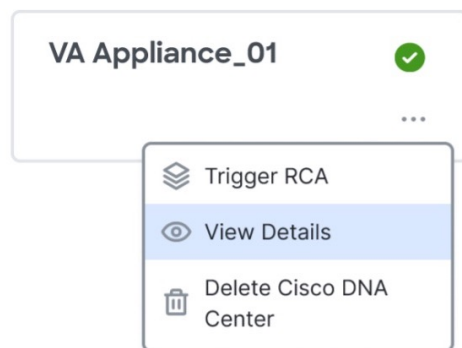 VA Appliance_01
Trigger RCA
View Details
Delete Cisco DNA
Center